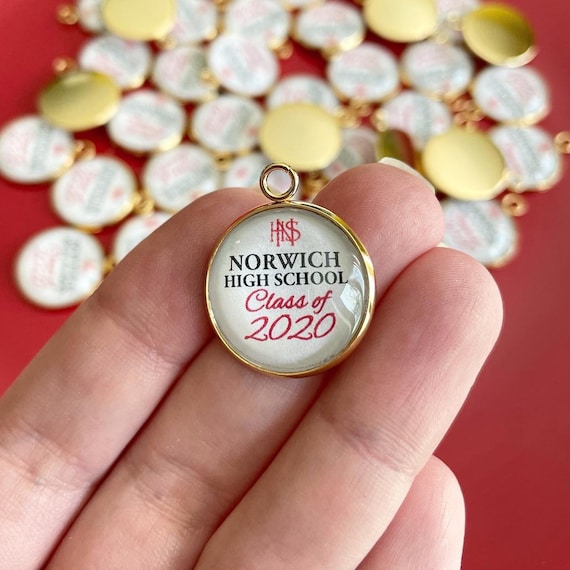 NHS
NORWICH
HIGH SCHOOL
Class of
2020